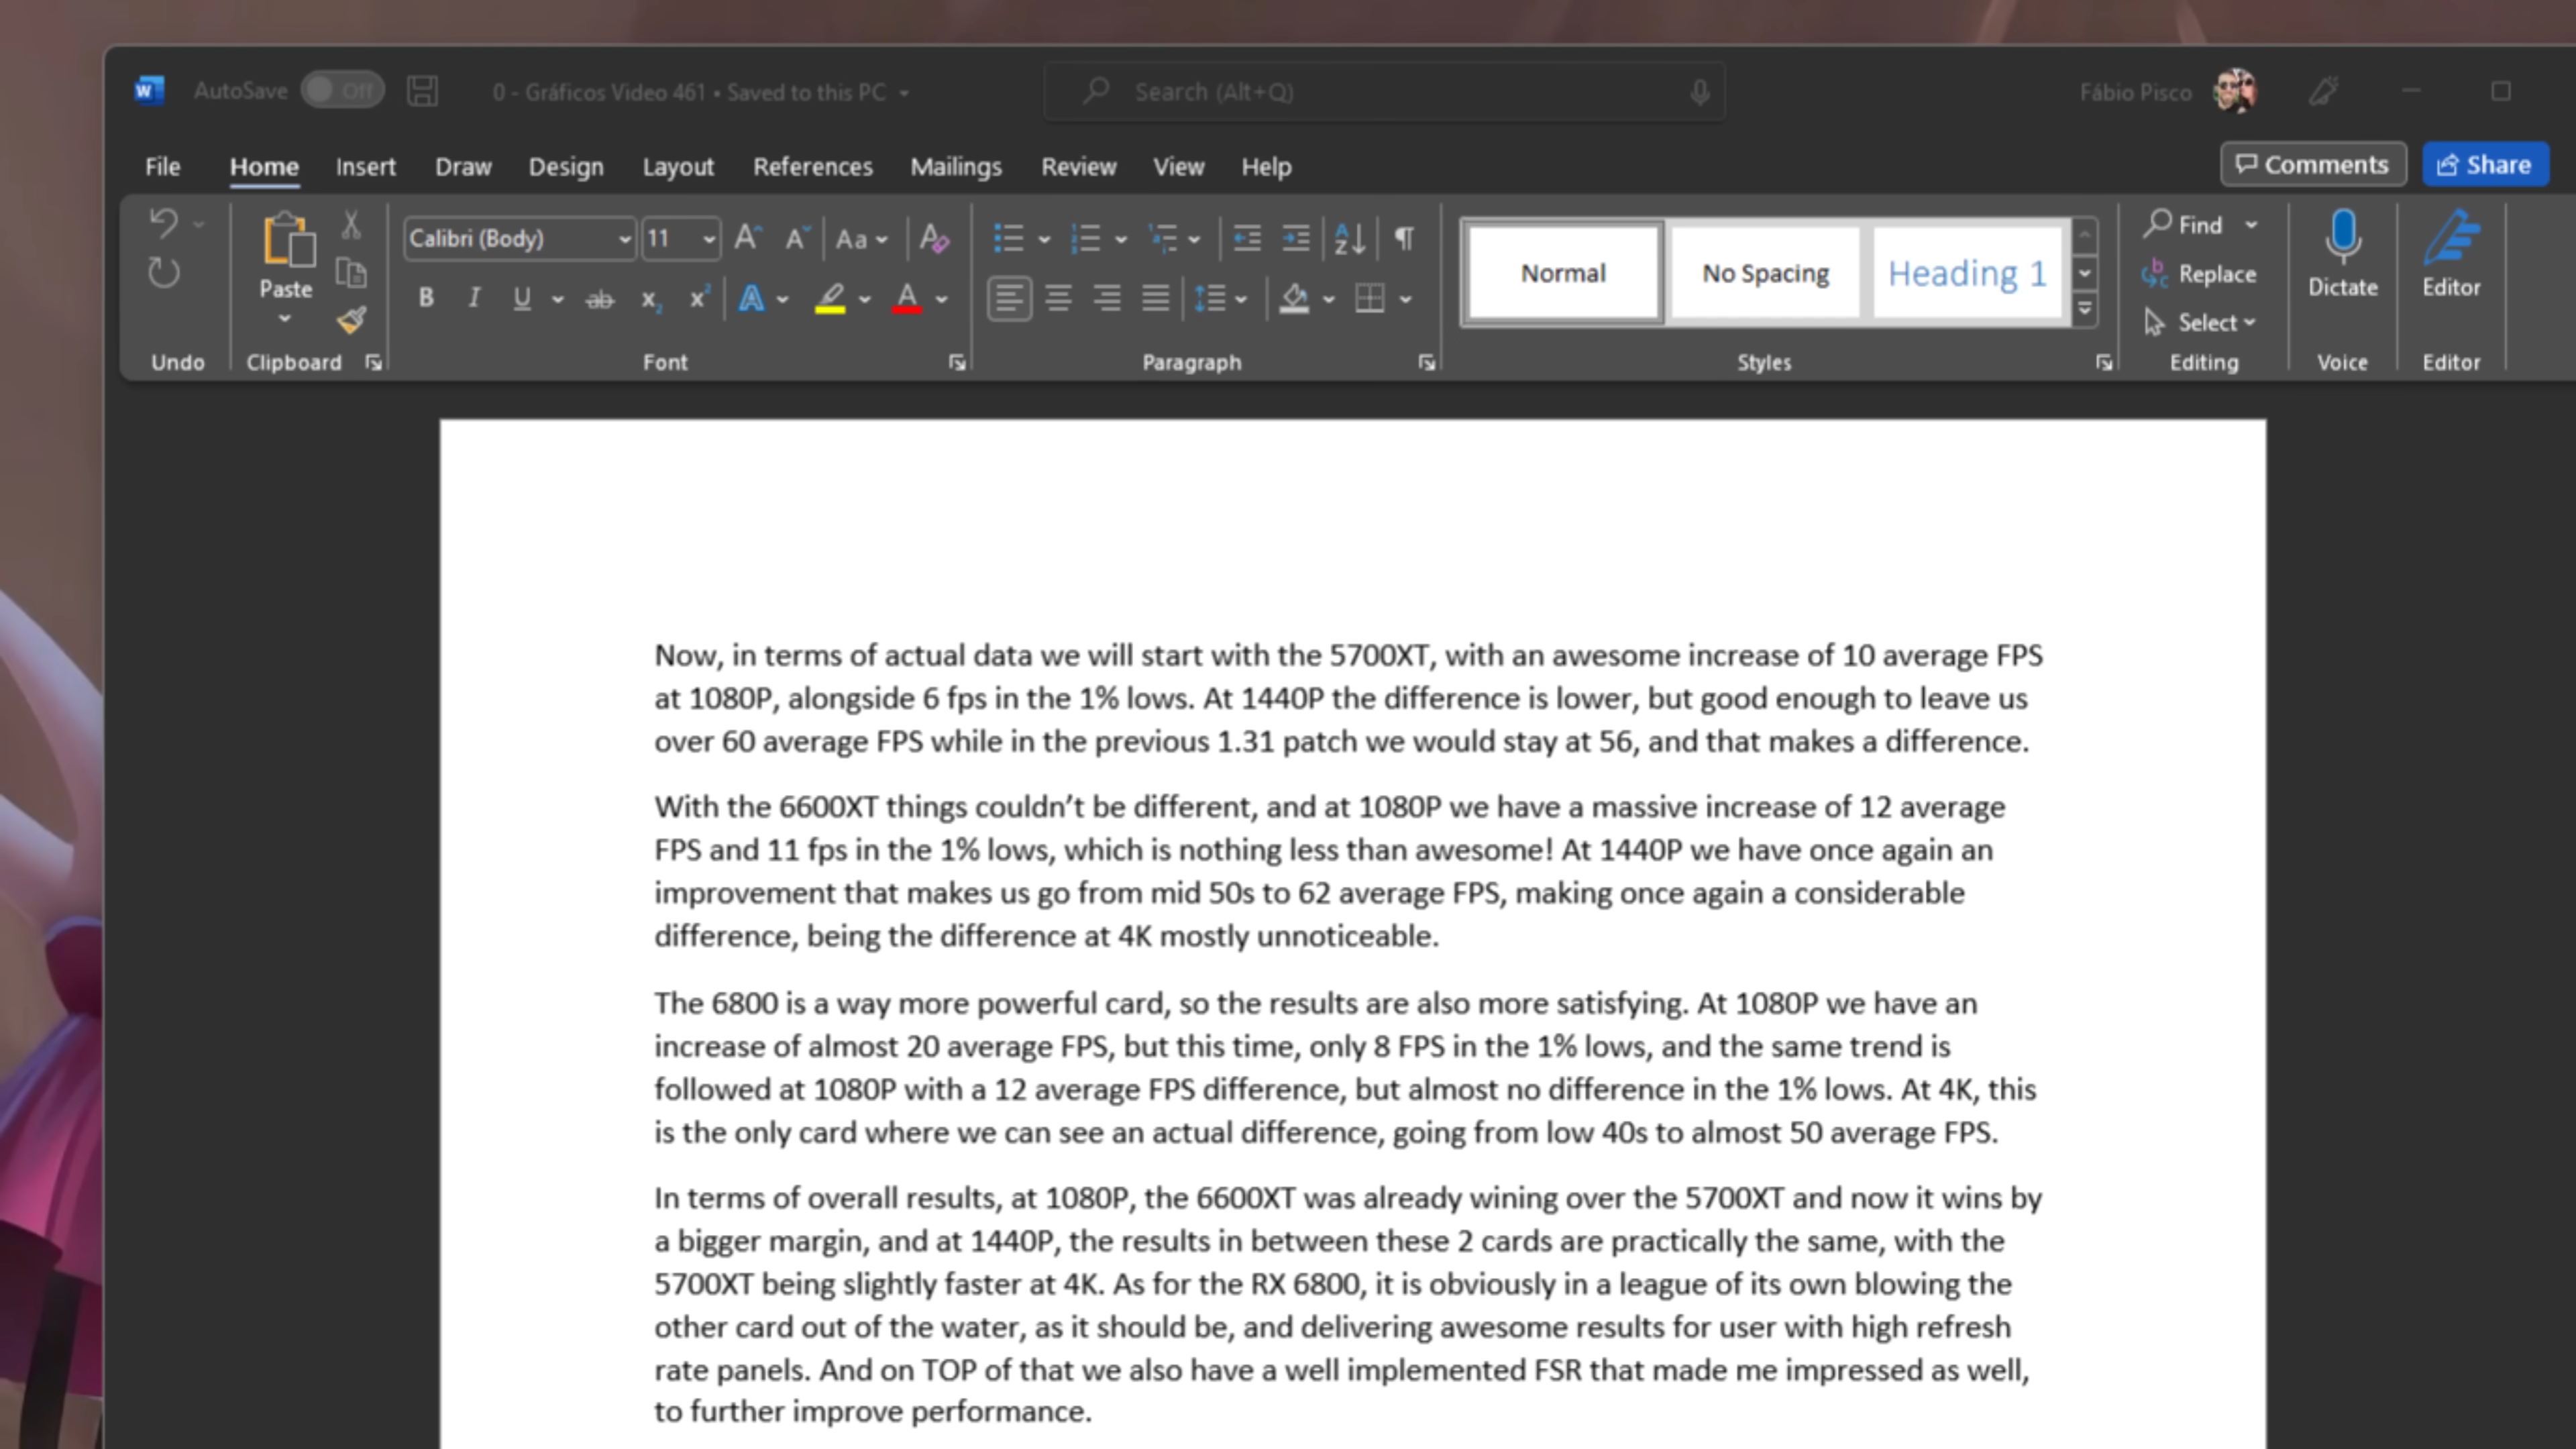 W AutoSave Off 0 - Gráficos Video 461 • Saved to this PC Search (Alt+Q) Fábio Pisco
File Home Insert Draw Design Layout References Mailings Review View Help Comments Share
Calibri (Body) 11 A A Aa A Normal No Spacing Heading 1 Find
Paste B I U ab x₂ x² A A Replace Dictate Editor
Select
Undo Clipboard Font Paragraph Styles Editing Voice Editor
Now, in terms of actual data we will start with the 5700XT, with an awesome increase of 10 average FPS
at 1080P, alongside 6 fps in the 1% lows. At 1440P the difference is lower, but good enough to leave us
over 60 average FPS while in the previous 1.31 patch we would stay at 56, and that makes a difference.
With the 6600XT things couldn’t be different, and at 1080P we have a massive increase of 12 average
FPS and 11 fps in the 1% lows, which is nothing less than awesome! At 1440P we have once again an
improvement that makes us go from mid 50s to 62 average FPS, making once again a considerable
difference, being the difference at 4K mostly unnoticeable.
The 6800 is a way more powerful card, so the results are also more satisfying. At 1080P we have an
increase of almost 20 average FPS, but this time, only 8 FPS in the 1% lows, and the same trend is
followed at 1080P with a 12 average FPS difference, but almost no difference in the 1% lows. At 4K, this
is the only card where we can see an actual difference, going from low 40s to almost 50 average FPS.
In terms of overall results, at 1080P, the 6600XT was already wining over the 5700XT and now it wins by
a bigger margin, and at 1440P, the results in between these 2 cards are practically the same, with the
5700XT being slightly faster at 4K. As for the RX 6800, it is obviously in a league of its own blowing the
other card out of the water, as it should be, and delivering awesome results for user with high refresh
rate panels. And on TOP of that we also have a well implemented FSR that made me impressed as well,
to further improve performance.